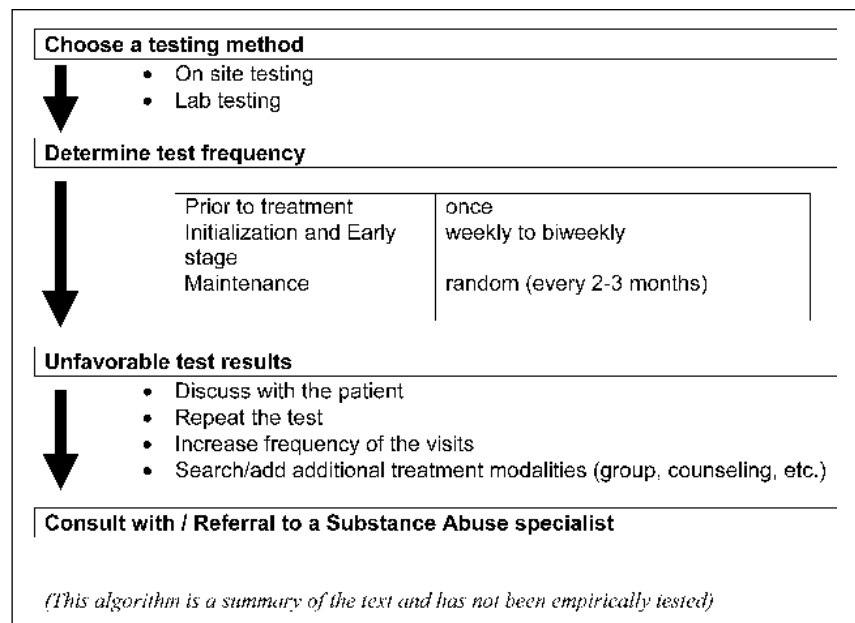 Choose a testing method
• On site testing
• Lab testing
Determine test frequency
Prior to treatment once
Initialization and Early weekly to biweekly
stage
Maintenance random (every 2-3 months)
Unfavorable test results
• Discuss with the patient
• Repeat the test
• Increase frequency of the visits
• Search/add additional treatment modalities (group, counseling, etc.)
Consult with / Referral to a Substance Abuse specialist
(This algorithm is a summary of the text and has not been empirically tested)